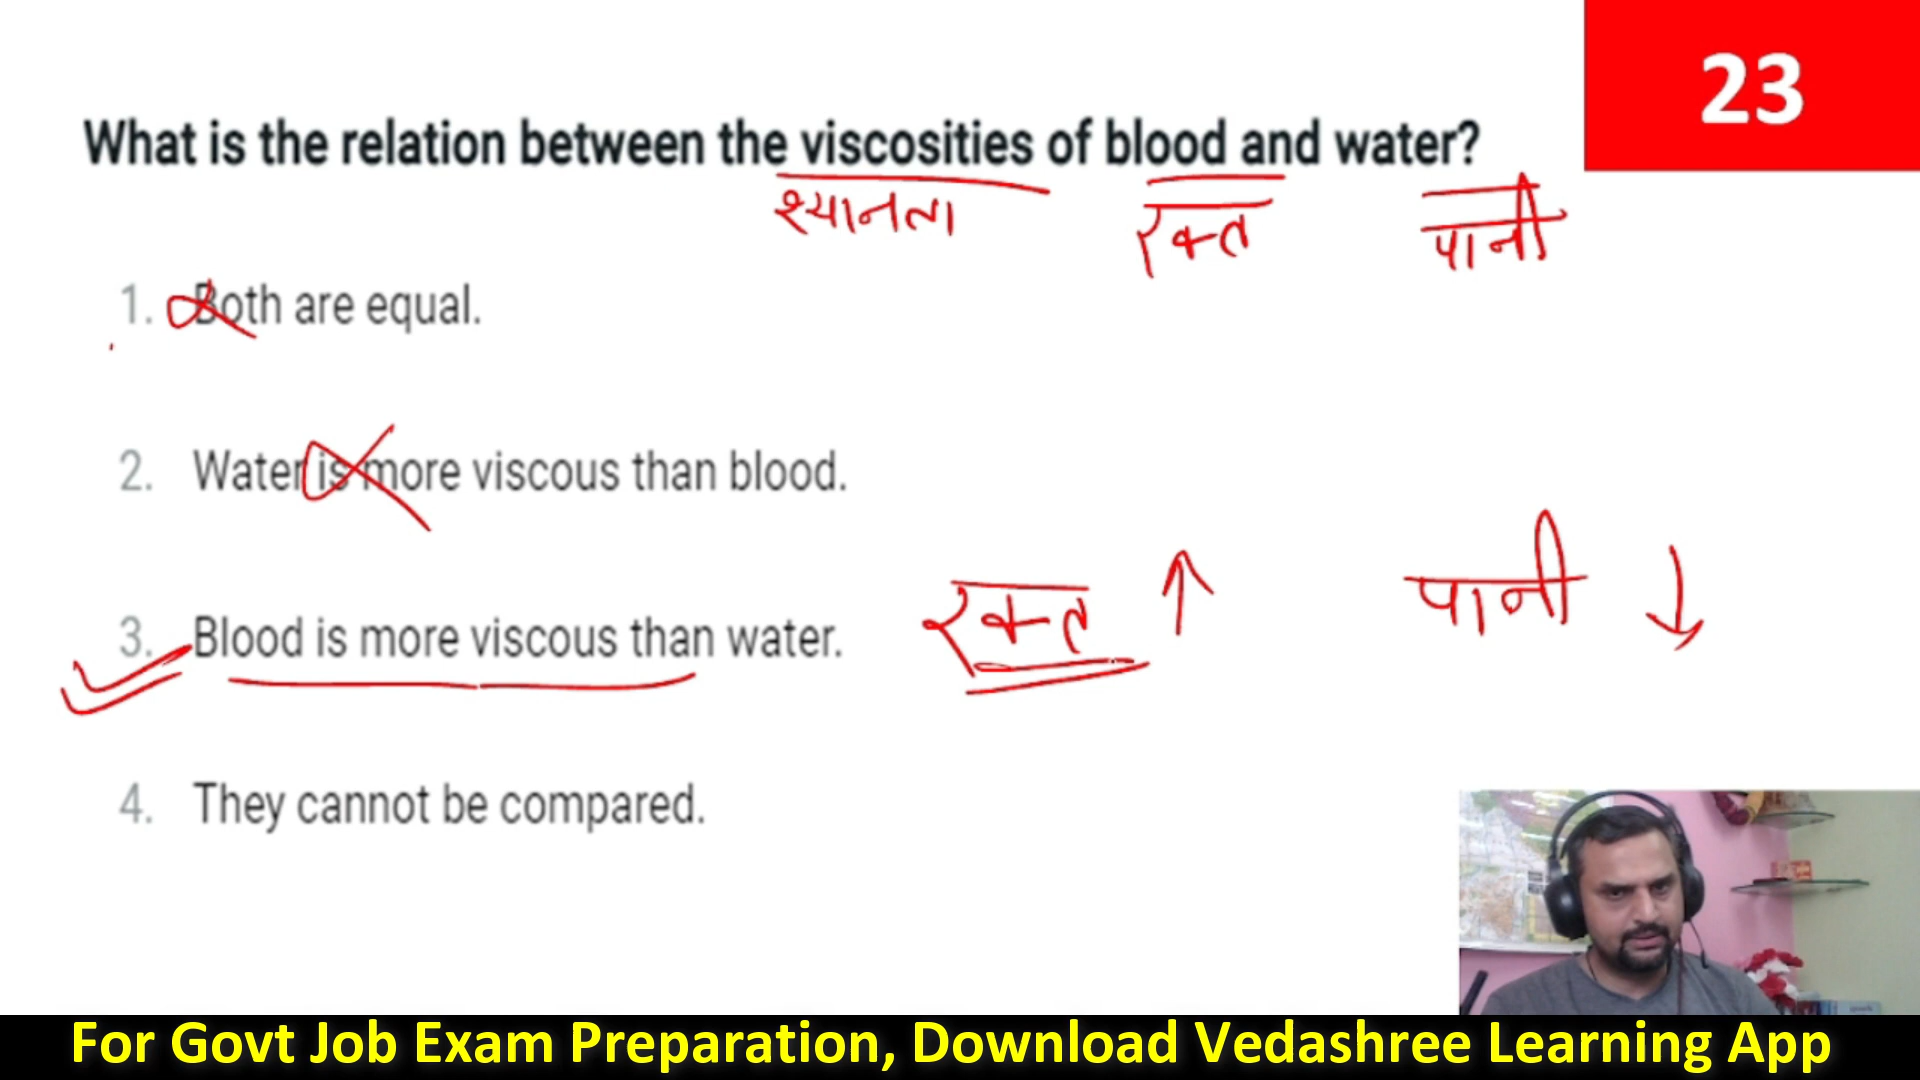 23
What is the relation between the viscosities of blood and water?
श्यानता रक्त पानी
1. Both are equal.
2. Water is more viscous than blood.
3. Blood is more viscous than water. रक्त ↑ पानी ↓
4. They cannot be compared.
For Govt Job Exam Preparation, Download Vedashree Learning App